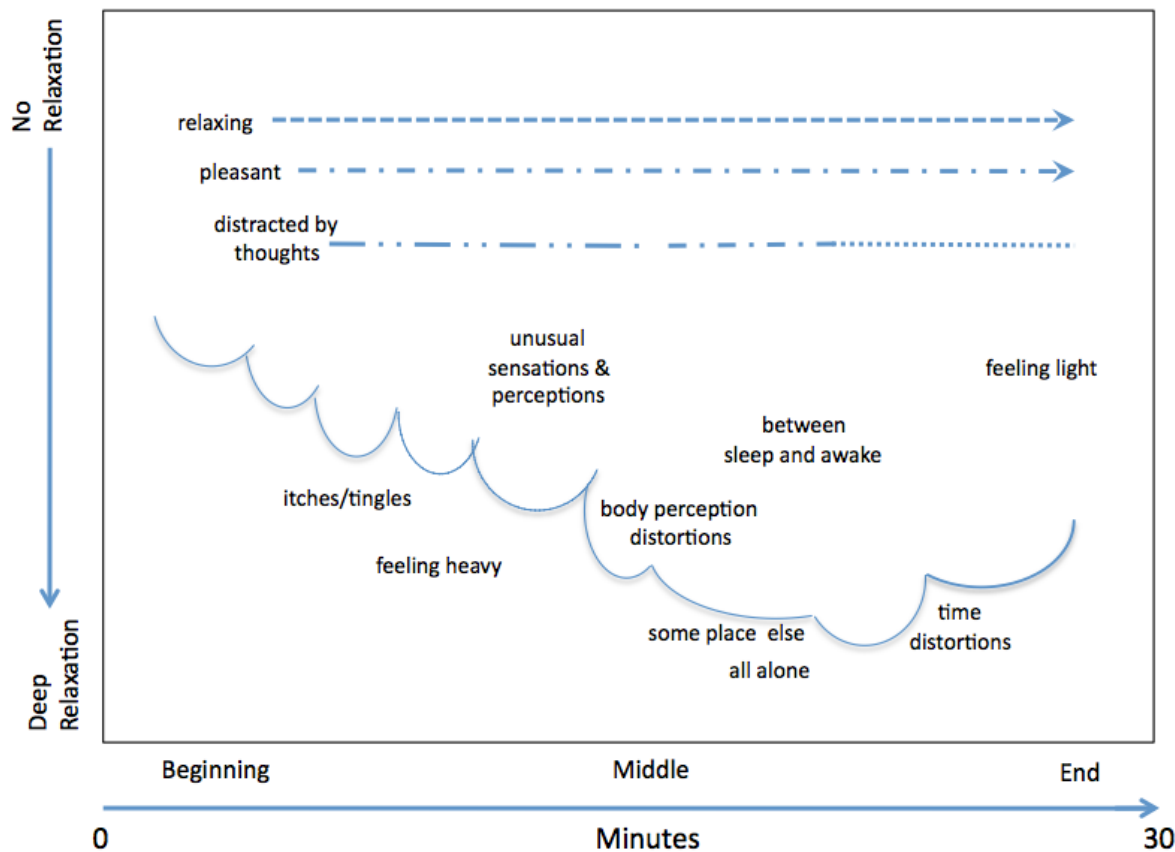 No
Relaxation
relaxing
pleasant
distracted by
thoughts
unusual
sensations &
perceptions
feeling light
between
sleep and awake
itches/tingles
body perception
distortions
feeling heavy
time
distortions
some place else
all alone
Deep
Relaxation
Beginning
Middle
End
0
Minutes
30